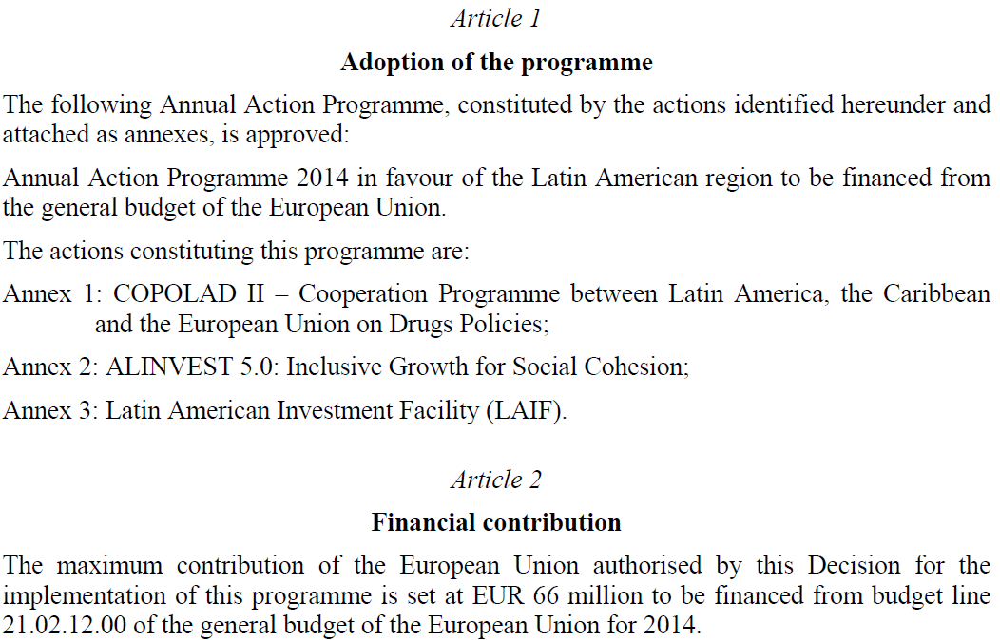 Article 1
Adoption of the programme
The following Annual Action Programme, constituted by the actions identified hereunder and
attached as annexes, is approved:
Annual Action Programme 2014 in favour of the Latin American region to be financed from
the general budget of the European Union.
The actions constituting this programme are:
Annex 1: COPOLAD II – Cooperation Programme between Latin America, the Caribbean
and the European Union on Drugs Policies;
Annex 2: ALINVEST 5.0: Inclusive Growth for Social Cohesion;
Annex 3: Latin American Investment Facility (LAIF).
Article 2
Financial contribution
The maximum contribution of the European Union authorised by this Decision for the
implementation of this programme is set at EUR 66 million to be financed from budget line
21.02.12.00 of the general budget of the European Union for 2014.